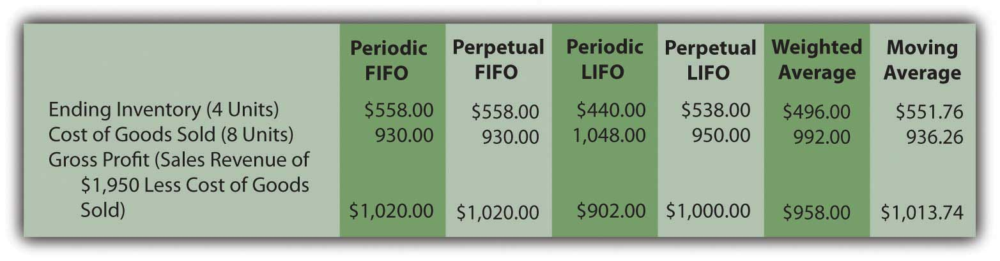 Periodic Perpetual Periodic Perpetual Weighted Moving
FIFO FIFO LIFO LIFO Average Average
Ending Inventory (4 Units) $558.00 $558.00 $440.00 $538.00 $496.00 $551.76
Cost of Goods Sold (8 Units) 930.00 930.00 1,048.00 950.00 992.00 936.26
Gross Profit (Sales Revenue of
$1,950 Less Cost of Goods
Sold) $1,020.00 $1,020.00 $902.00 $1,000.00 $958.00 $1,013.74